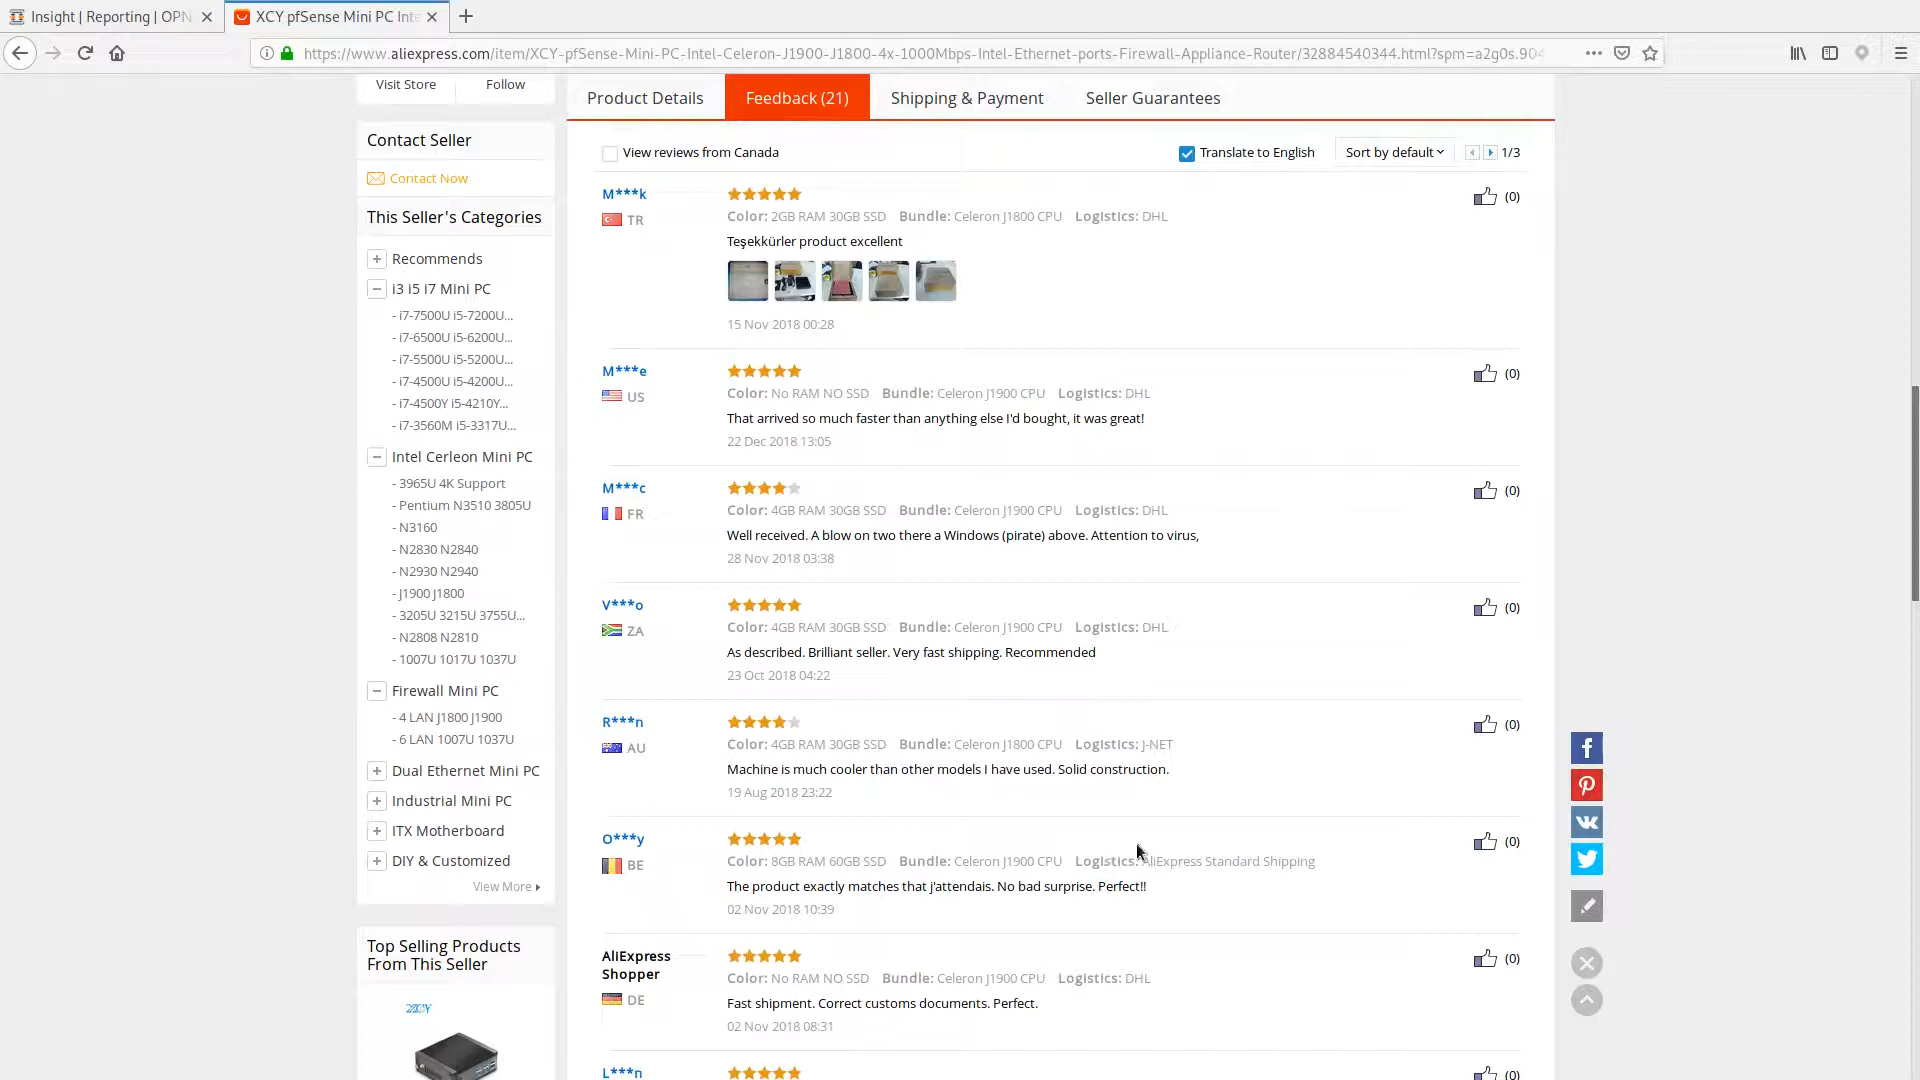 Insight | Reporting | OPN
XCY pfSense Mini PC Inte
https://www.aliexpress.com/item/XCY-pfSense-Mini-PC-Intel-Celeron-J1900-J1800-4x-1000Mbps-Intel-Ethernet-ports-Firewall-Appliance-Router/32884540344.html?spm=a2g0s.904
Visit Store
Follow
Contact Seller
Contact Now
This Seller's Categories
+ Recommends
− i3 i5 i7 Mini PC
- i7-7500U i5-7200U...
- i7-6500U i5-6200U...
- i7-5500U i5-5200U...
- i7-4500U i5-4200U...
- i7-4500Y i5-4210Y...
- i7-3560M i5-3317U...
− Intel Cerleon Mini PC
- 3965U 4K Support
- Pentium N3510 3805U
- N3160
- N2830 N2840
- N2930 N2940
- J1900 J1800
- 3205U 3215U 3755U...
- N2808 N2810
- 1007U 1017U 1037U
− Firewall Mini PC
- 4 LAN J1800 J1900
- 6 LAN 1007U 1037U
+ Dual Ethernet Mini PC
+ Industrial Mini PC
+ ITX Motherboard
+ DIY & Customized
View More
Top Selling Products
From This Seller
XCY
Product Details
Feedback (21)
Shipping & Payment
Seller Guarantees
View reviews from Canada
Translate to English
Sort by default
1/3
M***k
TR
Color: 2GB RAM 30GB SSD Bundle: Celeron J1800 CPU Logistics: DHL
Teşekkürler product excellent
15 Nov 2018 00:28
(0)
M***e
US
Color: No RAM NO SSD Bundle: Celeron J1900 CPU Logistics: DHL
That arrived so much faster than anything else I'd bought, it was great!
22 Dec 2018 13:05
(0)
M***c
FR
Color: 4GB RAM 30GB SSD Bundle: Celeron J1900 CPU Logistics: DHL
Well received. A blow on two there a Windows (pirate) above. Attention to virus,
28 Nov 2018 03:38
(0)
V***o
ZA
Color: 4GB RAM 30GB SSD Bundle: Celeron J1900 CPU Logistics: DHL
As described. Brilliant seller. Very fast shipping. Recommended
23 Oct 2018 04:22
(0)
R***n
AU
Color: 4GB RAM 30GB SSD Bundle: Celeron J1800 CPU Logistics: J-NET
Machine is much cooler than other models I have used. Solid construction.
19 Aug 2018 23:22
(0)
O***y
BE
Color: 8GB RAM 60GB SSD Bundle: Celeron J1900 CPU Logistics: AliExpress Standard Shipping
The product exactly matches that j'attendais. No bad surprise. Perfect!!
02 Nov 2018 10:39
(0)
AliExpress
Shopper
DE
Color: No RAM NO SSD Bundle: Celeron J1900 CPU Logistics: DHL
Fast shipment. Correct customs documents. Perfect.
02 Nov 2018 08:31
(0)
L***n
(0)